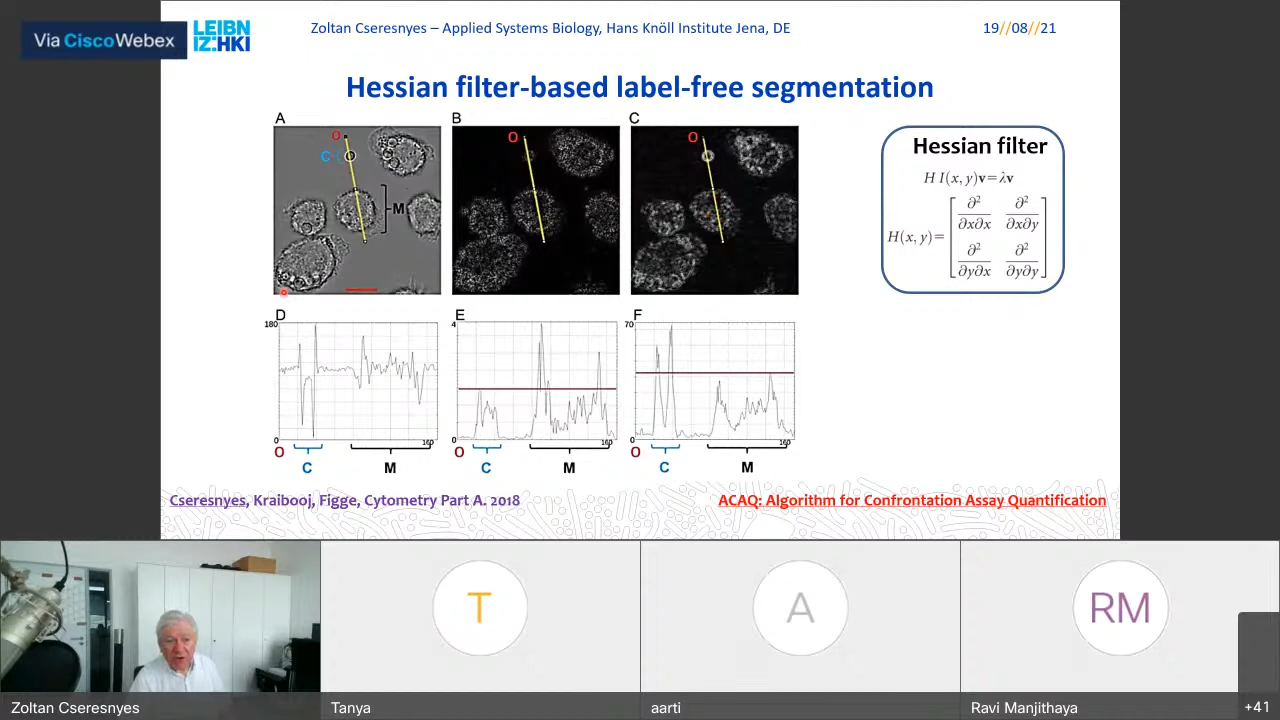 Via Cisco Webex
LEIBN
IZ:HKI
Zoltan Cseresnyes – Applied Systems Biology, Hans Knöll Institute Jena, DE
19//08//21
Hessian filter-based label-free segmentation
A
B
C
O
C
M
O
O
Hessian filter
H I(x, y)v=λv
H(x, y)=
∂²
∂x∂x
∂²
∂x∂y
∂²
∂y∂x
∂²
∂y∂y
D
E
F
180
0
160
4
0
160
70
0
160
O
C
M
O
C
M
O
C
M
Cseresnyes, Kraibooj, Figge, Cytometry Part A. 2018
ACAQ: Algorithm for Confrontation Assay Quantification
T
A
RM
Zoltan Cseresnyes
Tanya
aarti
Ravi Manjithaya
+41